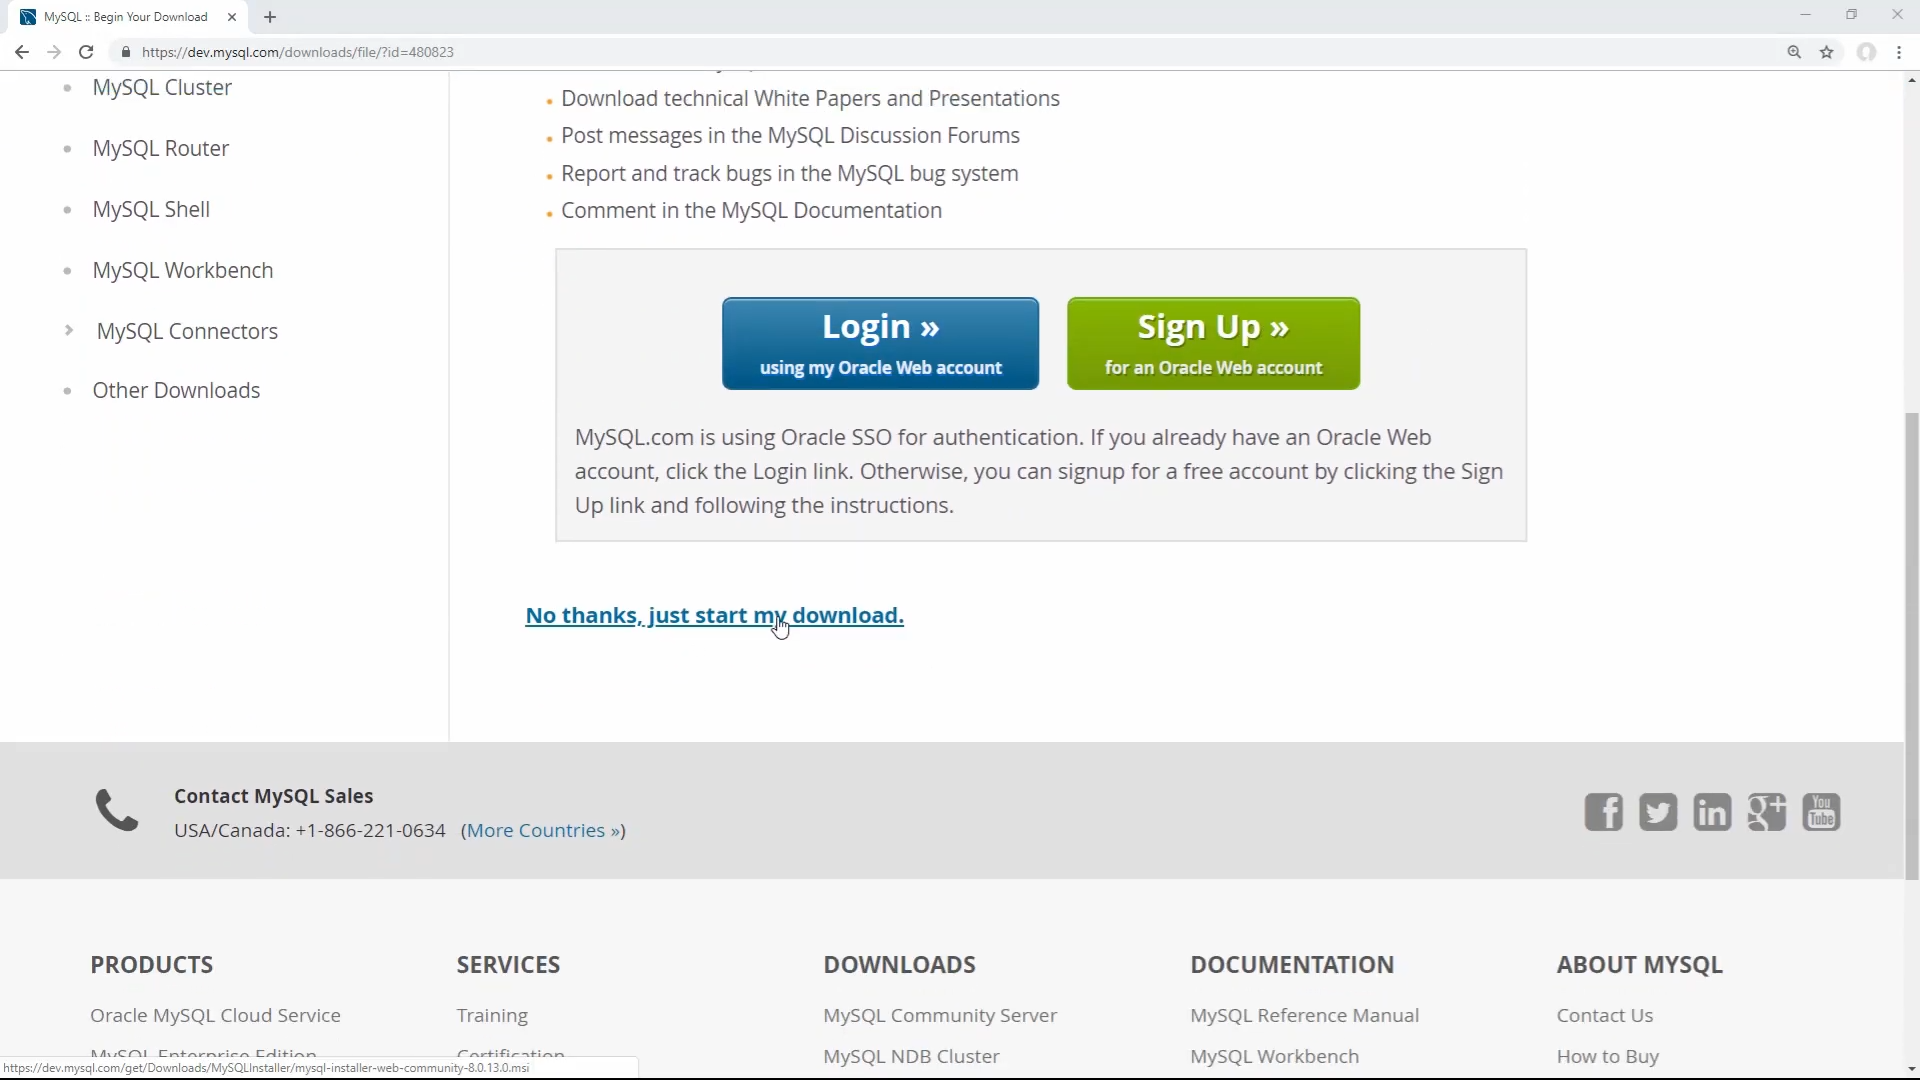 MySQL :: Begin Your Download
https://dev.mysql.com/downloads/file/?id=480823
MySQL Cluster
MySQL Router
MySQL Shell
MySQL Workbench
MySQL Connectors
Other Downloads
Download technical White Papers and Presentations
Post messages in the MySQL Discussion Forums
Report and track bugs in the MySQL bug system
Comment in the MySQL Documentation
Login »
using my Oracle Web account
Sign Up »
for an Oracle Web account
MySQL.com is using Oracle SSO for authentication. If you already have an Oracle Web
account, click the Login link. Otherwise, you can signup for a free account by clicking the Sign
Up link and following the instructions.
No thanks, just start my download.
Contact MySQL Sales
USA/Canada: +1-866-221-0634 (More Countries »)
f
in
g+
You
Tube
PRODUCTS
Oracle MySQL Cloud Service
MySQL Enterprise Edition
SERVICES
Training
Certification
DOWNLOADS
MySQL Community Server
MySQL NDB Cluster
DOCUMENTATION
MySQL Reference Manual
MySQL Workbench
ABOUT MYSQL
Contact Us
How to Buy
https://dev.mysql.com/get/Downloads/MySQLInstaller/mysql-installer-web-community-8.0.13.0.msi